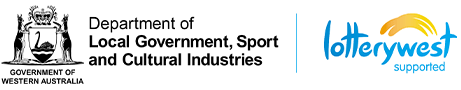 GOVERNMENT OF
WESTERN AUSTRALIA
Department of
Local Government, Sport
and Cultural Industries
lotterywest
supported